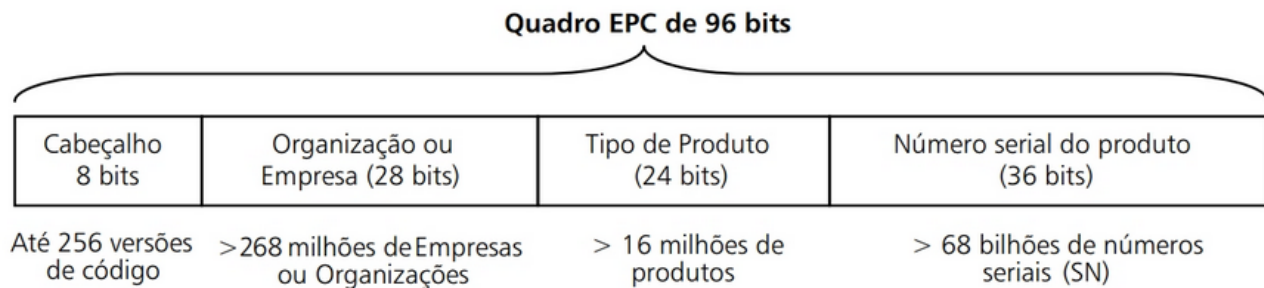 Quadro EPC de 96 bits
Cabeçalho
8 bits
Organização ou
Empresa (28 bits)
Tipo de Produto
(24 bits)
Número serial do produto
(36 bits)
Até 256 versões
de código
>268 milhões de Empresas
ou Organizações
> 16 milhões de
produtos
> 68 bilhões de números
seriais (SN)